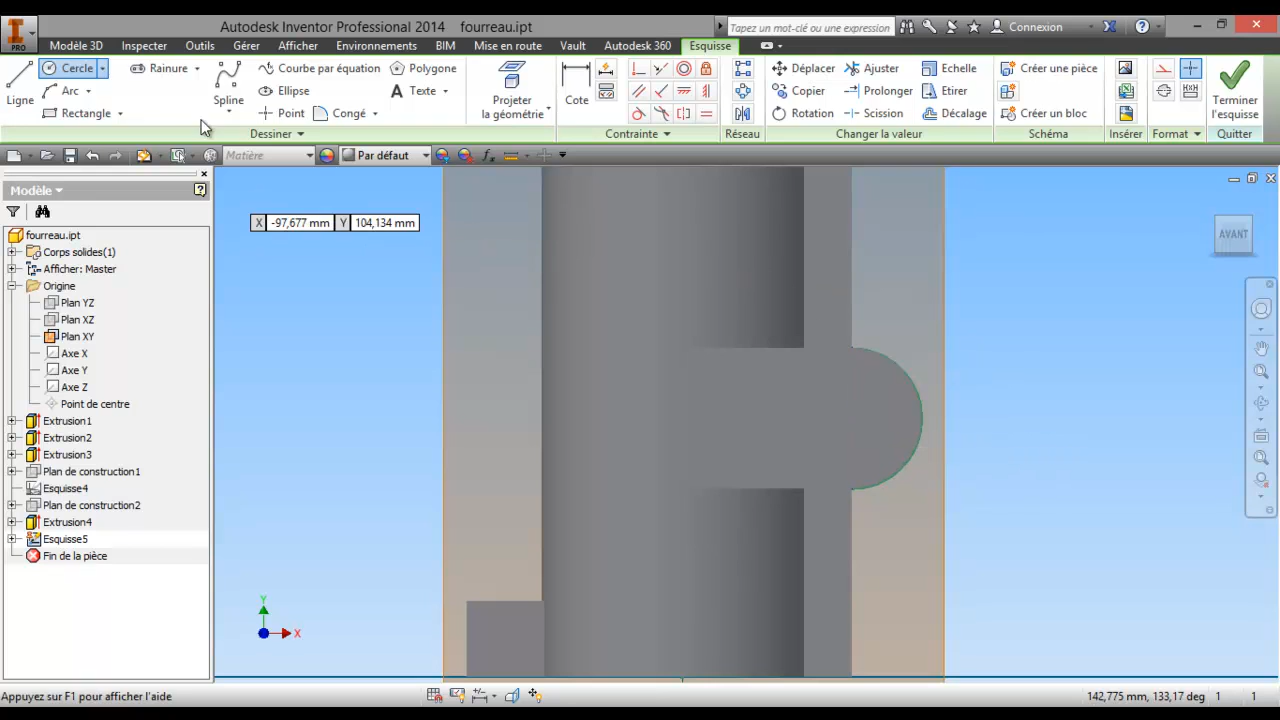 Autodesk Inventor Professional 2014 fourreau.ipt
Tapez un mot-clé ou une expression
Connexion
PRO
Modèle 3D Inspecter Outils Gérer Afficher Environnements BIM Mise en route Vault Autodesk 360 Esquisse
Ligne
Cercle
Arc
Rectangle
Rainure
Spline
Courbe par équation
Ellipse
Point
Congé
Polygone
Texte
Dessiner
Projeter
la géométrie
Cote
Contrainte
Réseau
Déplacer
Copier
Rotation
Ajuster
Prolonger
Scission
Echelle
Etirer
Décalage
Changer la valeur
Créer une pièce
Créer un bloc
Schéma
Insérer
Format
Terminer
l'esquisse
Quitter
Matière
Par défaut
fx
Modèle
fourreau.ipt
Corps solides(1)
Afficher: Master
Origine
Plan YZ
Plan XZ
Plan XY
Axe X
Axe Y
Axe Z
Point de centre
Extrusion1
Extrusion2
Extrusion3
Plan de construction1
Esquisse4
Plan de construction2
Extrusion4
Esquisse5
Fin de la pièce
X -97,677 mm Y 104,134 mm
AVANT
Y
X
Appuyez sur F1 pour afficher l'aide
142,775 mm, 133,17 deg 1 1